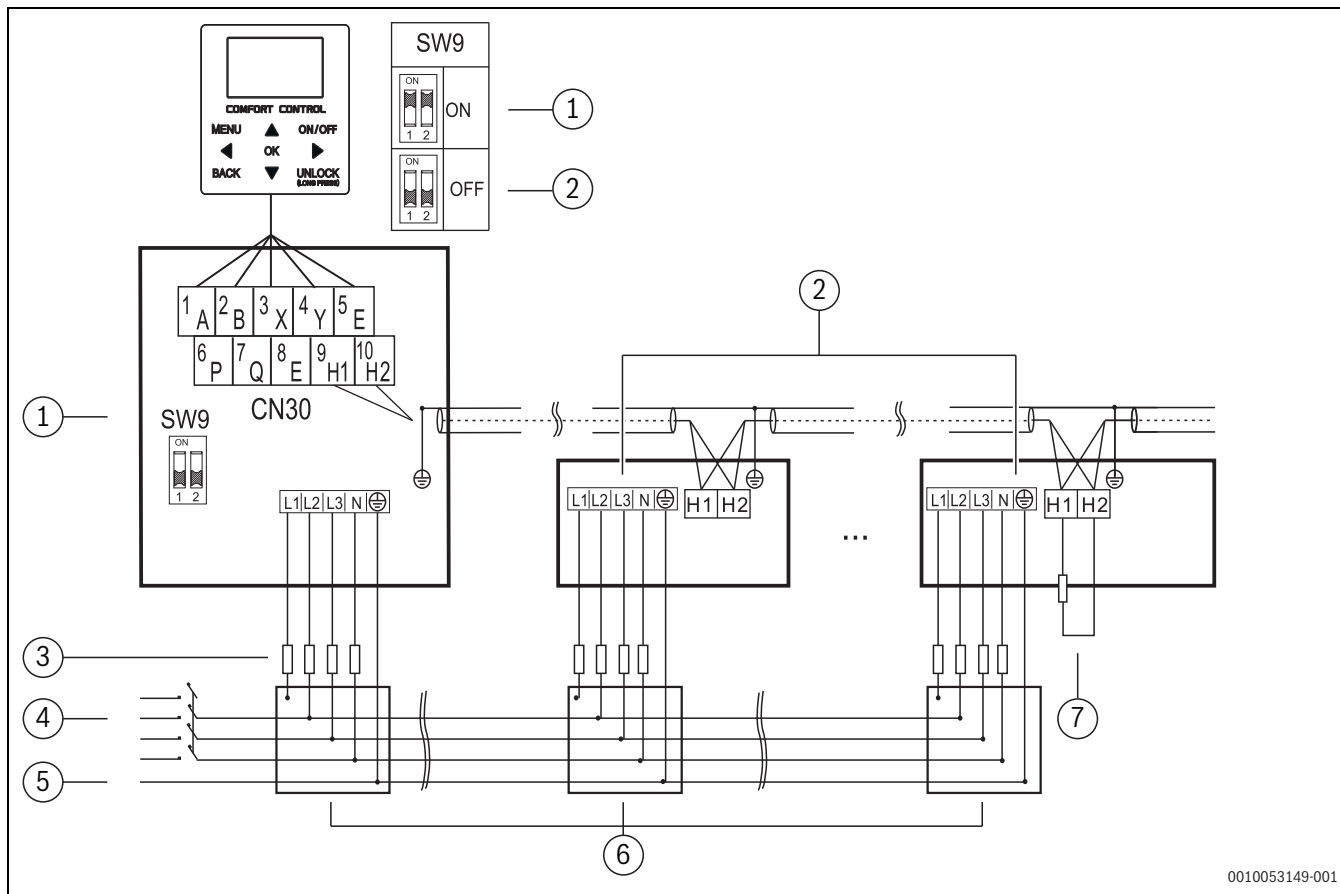 COMFORT CONTROL
MENU ON/OFF
OK
BACK UNLOCK
(LONG PRESS)
SW9
ON
1 2
ON
1
ON
1 2
OFF
2
1 A 2 B 3 X 4 Y 5 E
6 P 7 Q 8 E 9 H1 10 H2
CN30
1
SW9
ON
1 2
L1 L2 L3 N
2
L1 L2 L3 N
H1 H2
...
L1 L2 L3 N
H1 H2
3
4
5
6
7
0010053149-001